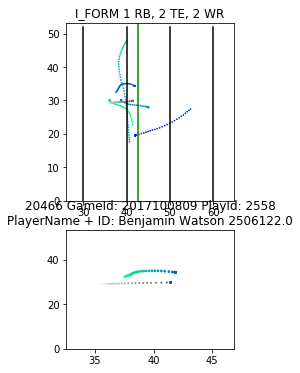 I_FORM 1 RB, 2 TE, 2 WR
50
40
30
20
10
0
30 40 50 60
20466 GameId: 2017100809 PlayId: 2558
PlayerName + ID: Benjamin Watson 2506122.0
40
20
0
35 40 45